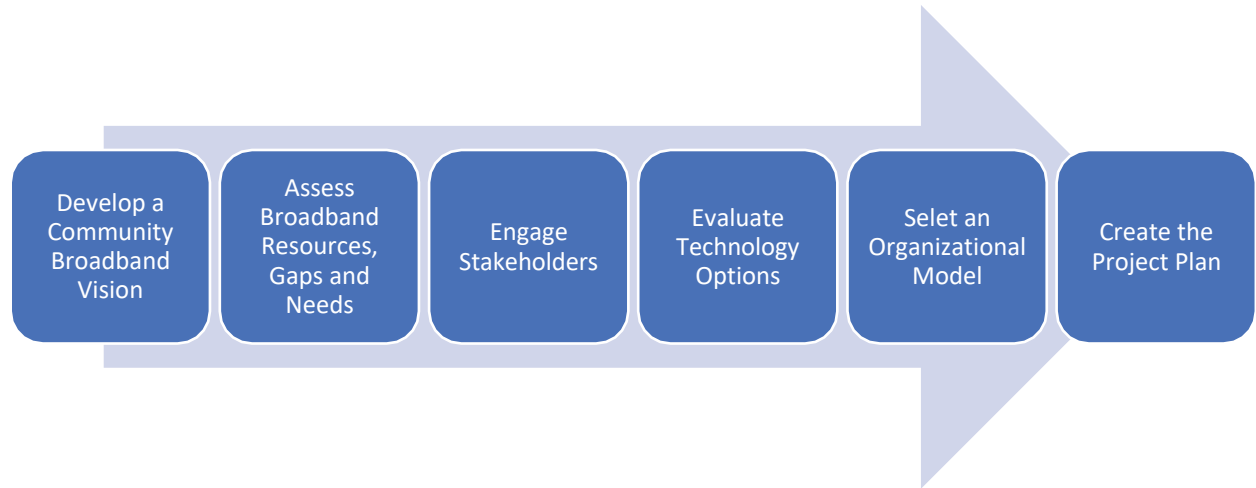 Develop a
Community
Broadband
Vision
Assess
Broadband
Resources,
Gaps and
Needs
Engage
Stakeholders
Evaluate
Technology
Options
Selet an
Organizational
Model
Create the
Project Plan